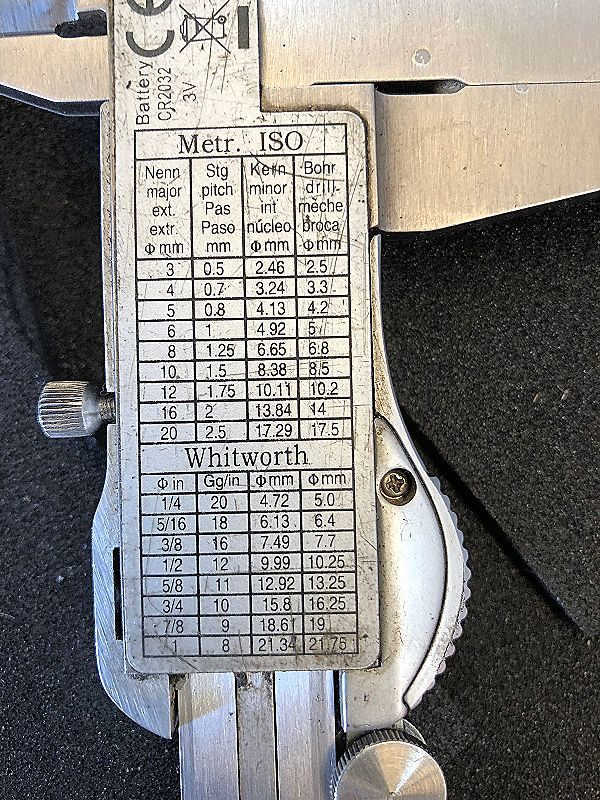 Battery
CR2032
3V
CE
Metr. ISO
Nenn Stg Kern Bohr
major pitch minor drill
ext. Pas int mèche
extr. Paso núcleo broca
Φ mm mm Φ mm Φ mm
3 0.5 2.46 2.5
4 0.7 3.24 3.3
5 0.8 4.13 4.2
6 1 4.92 5
8 1.25 6.65 6.8
10 1.5 8.38 8.5
12 1.75 10.11 10.2
16 2 13.84 14
20 2.5 17.29 17.5
Whitworth
Φ in Gg/in Φ mm Φ mm
1/4 20 4.72 5.0
5/16 18 6.13 6.4
3/8 16 7.49 7.7
1/2 12 9.99 10.25
5/8 11 12.92 13.25
3/4 10 15.8 16.25
7/8 9 18.61 19
1 8 21.34 21.75